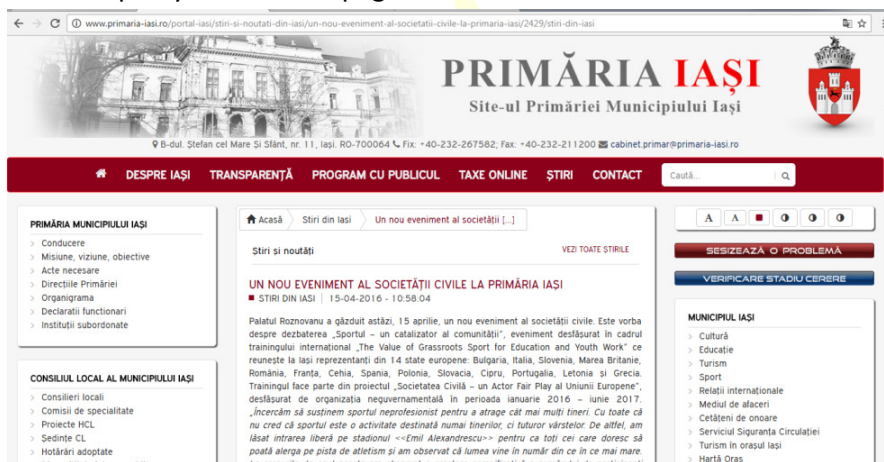 www.primaria-iasi.ro/portal-iasi/stiri-si-noutati-din-iasi/un-nou-eveniment-al-societatii-civile-la-primaria-iasi/2429/stiri-din-iasi
PRIMĂRIA IAȘI
Site-ul Primăriei Municipiului Iași
B-dul. Ștefan cel Mare Și Sfânt, nr. 11, Iași. RO-700064 Fix: +40-232-267582; Fax: +40-232-211200 cabinet.primar@primaria-iasi.ro
DESPRE IAȘI TRANSPARENȚĂ PROGRAM CU PUBLICUL TAXE ONLINE ȘTIRI CONTACT Caută...
PRIMĂRIA MUNICIPIULUI IAȘI
Conducere
Misiune, viziune, obiective
Acte necesare
Direcțiile Primăriei
Organigrama
Declaratii functionari
Instituții subordonate
CONSILIUL LOCAL AL MUNICIPIULUI IAȘI
Consilieri locali
Comisii de specialitate
Proiecte HCL
Ședințe CL
Hotărâri adoptate
Acasă Stiri din Iasi Un nou eveniment al societății [...]
Știri și noutăți VEZI TOATE ȘTIRILE
UN NOU EVENIMENT AL SOCIETĂȚII CIVILE LA PRIMĂRIA IAȘI
STIRI DIN IASI | 15-04-2016 - 10:58:04
Palatul Roznovanu a găzduit astăzi, 15 aprilie, un nou eveniment al societății civile. Este vorba
despre dezbaterea „Sportul – un catalizator al comunității”, eveniment desfășurat în cadrul
trainingului internațional „The Value of Grassroots Sport for Education and Youth Work” ce
reunește la Iași reprezentanți din 14 state europene: Bulgaria, Italia, Slovenia, Marea Britanie,
România, Franța, Cehia, Spania, Polonia, Slovacia, Cipru, Portugalia, Letonia și Grecia.
Trainingul face parte din proiectul „Societatea Civilă – un Actor Fair Play al Uniunii Europene”,
desfășurat de organizația neguvernamentală în perioada ianuarie 2016 – iunie 2017.
„Încercăm să susținem sportul neprofesionist pentru a atrage cât mai mulți tineri. Cu toate că
nu cred că sportul este o activitate destinată numai tinerilor, ci tuturor vârstelor. De altfel, am
lăsat intrarea liberă pe stadionul <<Emil Alexandrescu>> pentru ca toți cei care doresc să
poată alerga pe pista de atletism și am observat că lumea vine în număr din ce în ce mai mare.
A A
SESIZEAZĂ O PROBLEMĂ
VERIFICARE STADIU CERERE
MUNICIPIUL IAȘI
Cultură
Educație
Turism
Sport
Relații internaționale
Mediul de afaceri
Cetățeni de onoare
Serviciul Siguranța Circulației
Turism în orașul Iași
Hartă Oraș